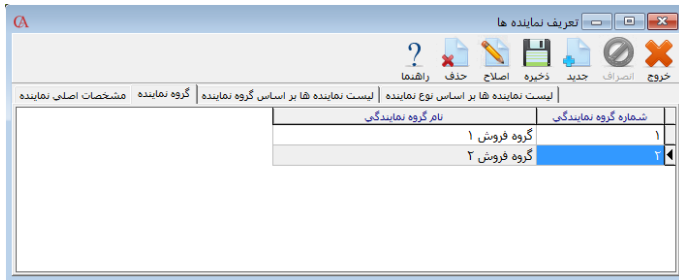 تعریف نماینده ها
خروج انصراف جدید ذخیره اصلاح حذف راهنما
لیست نماینده ها بر اساس نوع نماینده
مشخصات اصلی نماینده گروه نماینده لیست نماینده ها بر اساس گروه نماینده
شماره گروه نمایندگی نام گروه نمایندگی
۱ گروه فروش ۱
۲ گروه فروش ۲